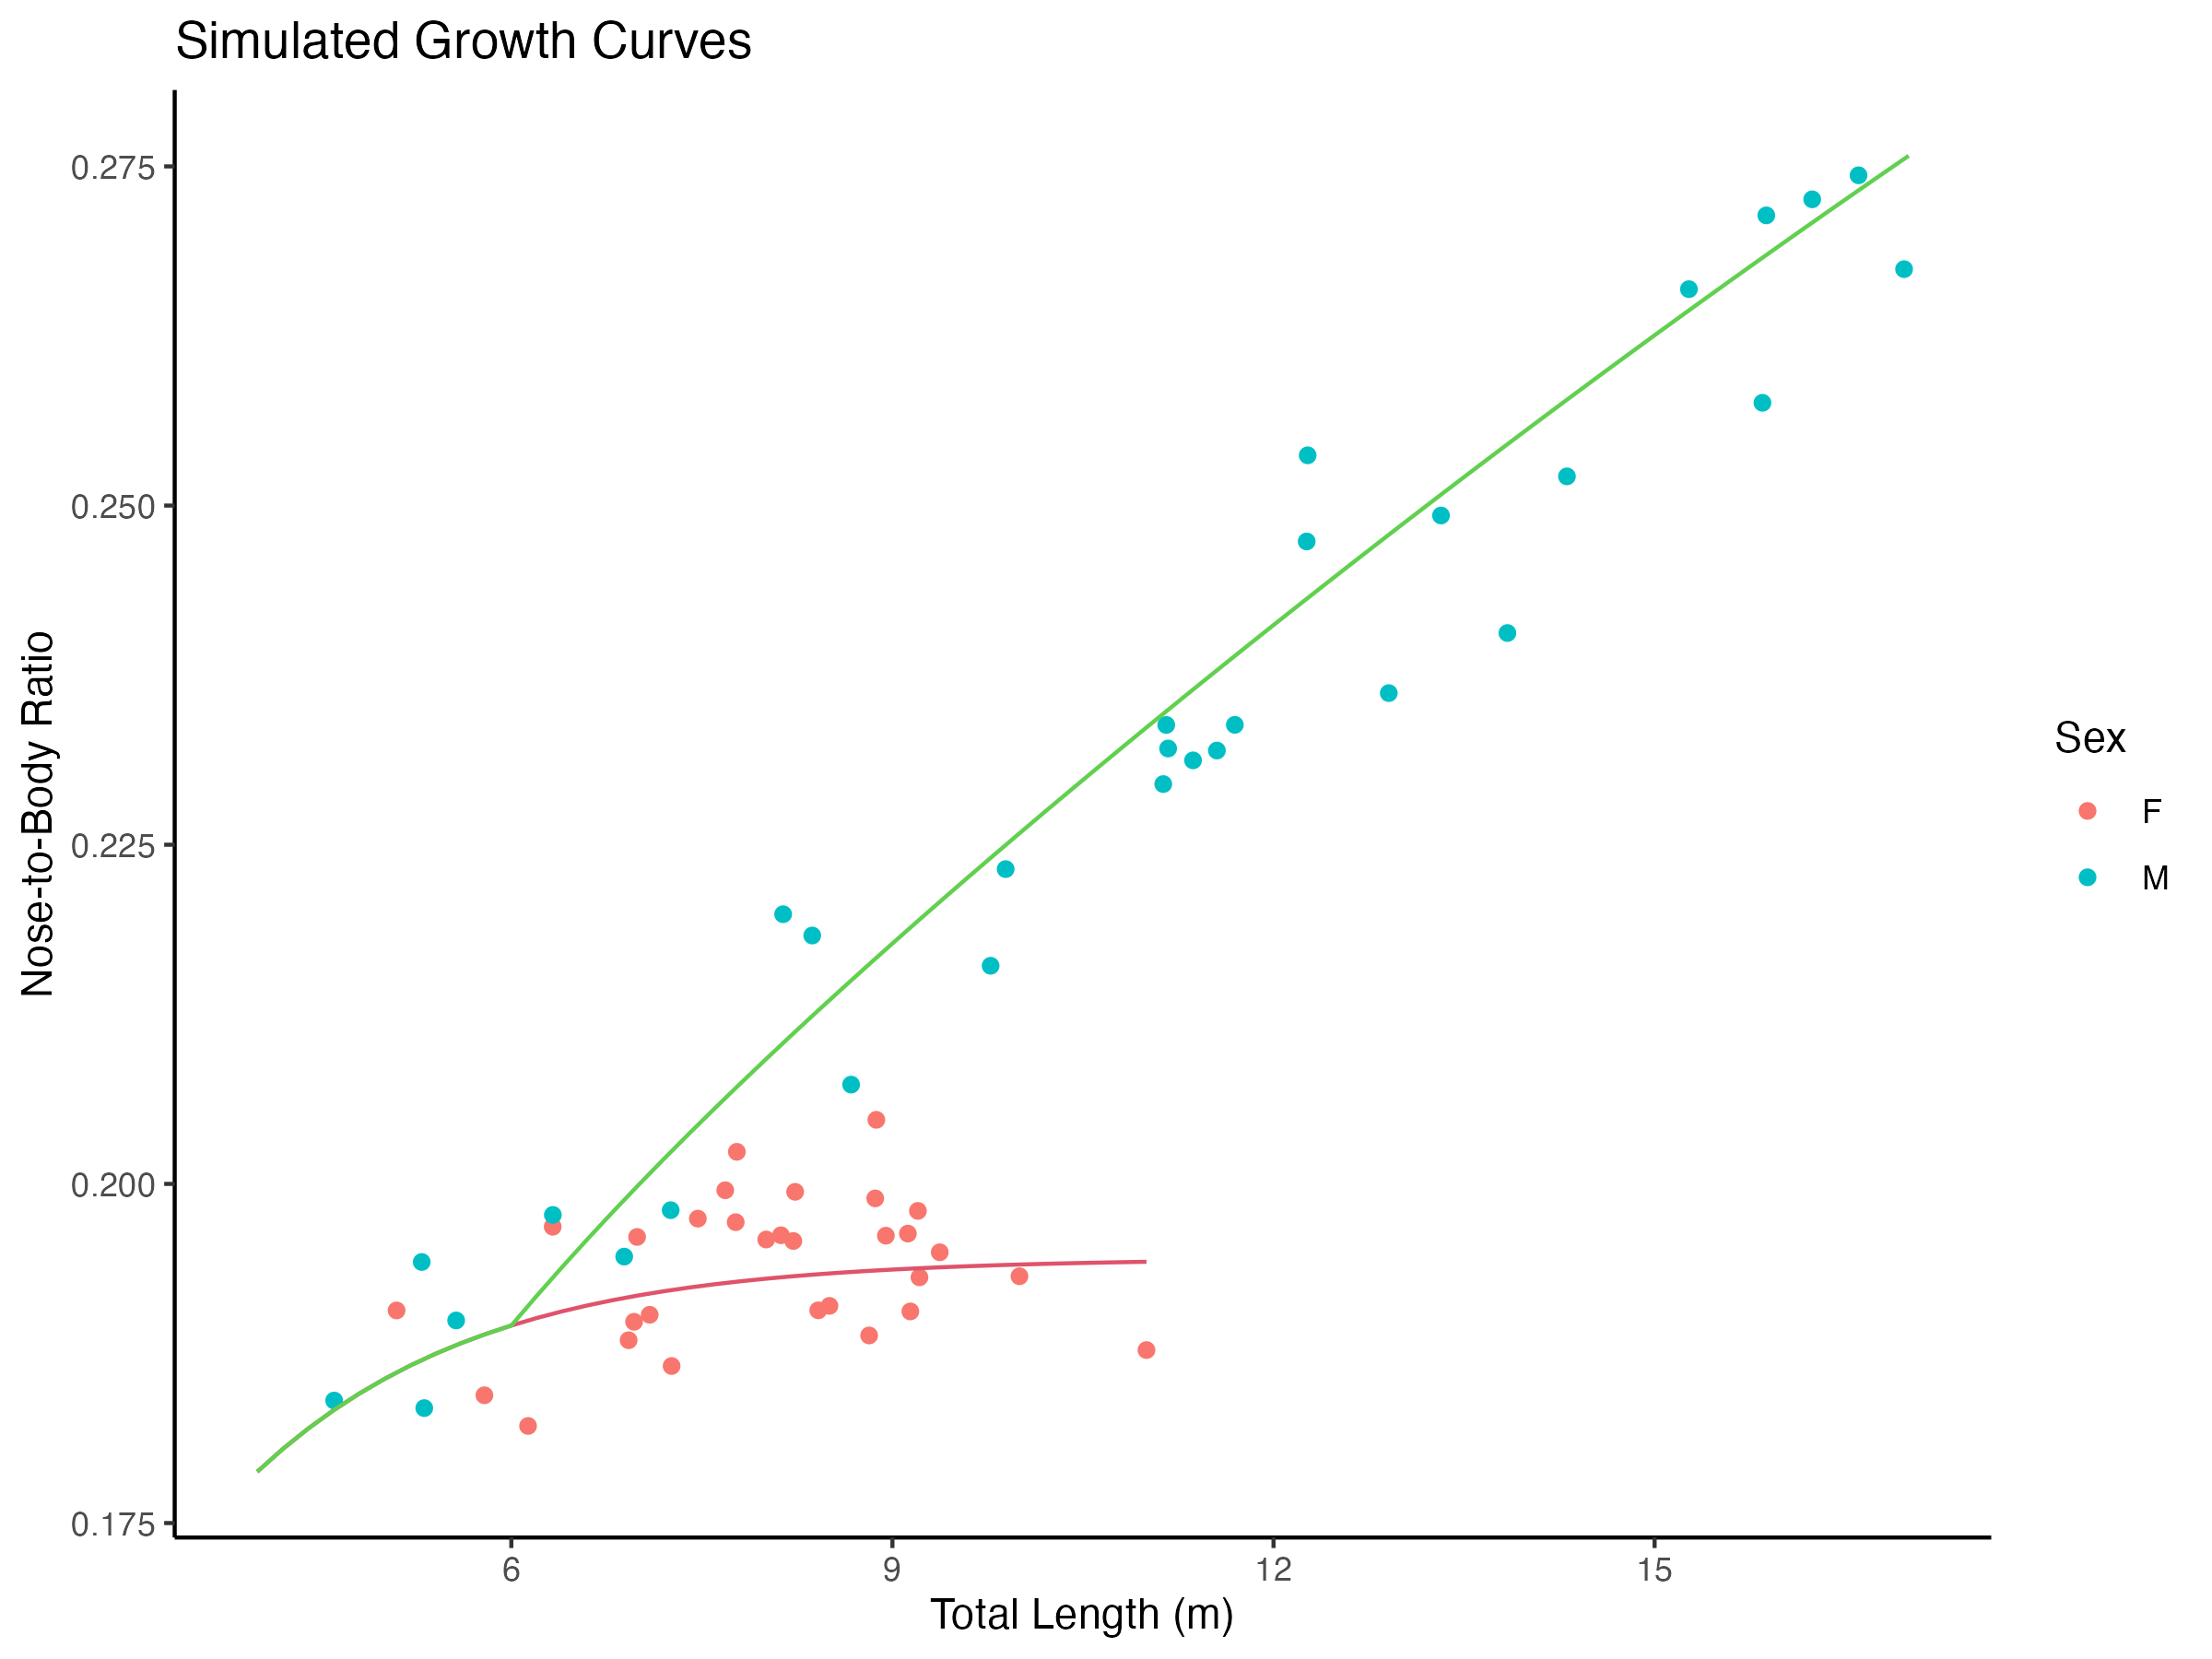 Simulated Growth Curves
Nose-to-Body Ratio
0.275
0.250
0.225
0.200
0.175
6 9 12 15
Total Length (m)
Sex
F
M